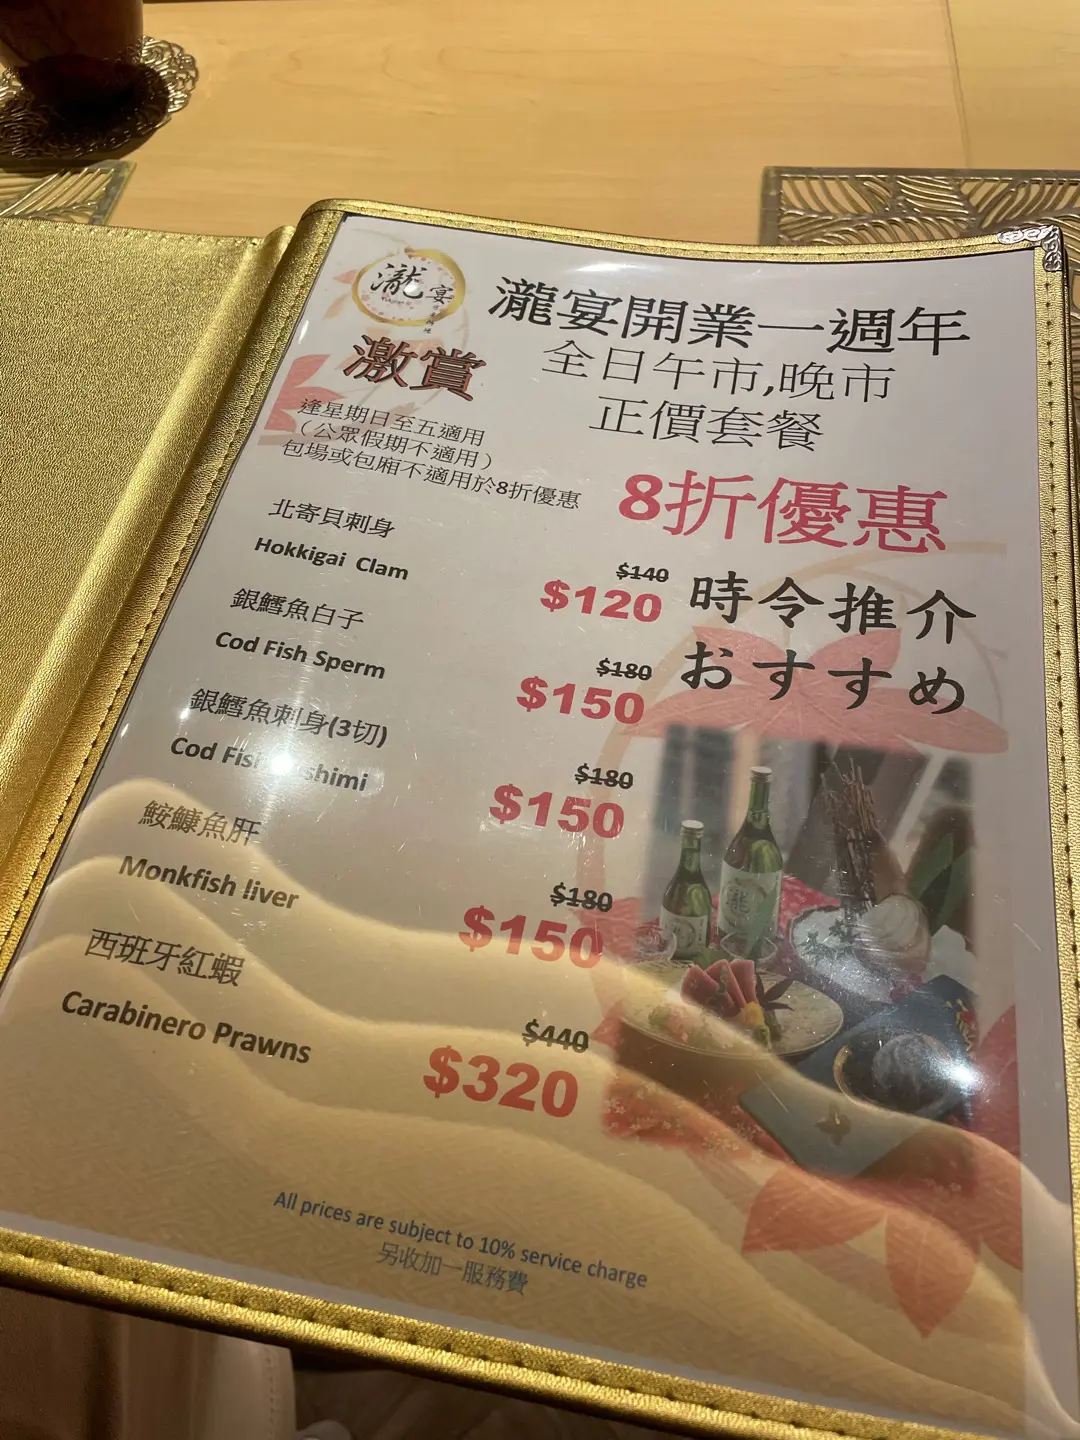 瀧宴
瀧宴開業一週年
激賞
全日午市,晚市
正價套餐
逢星期日至五適用
（公眾假期不適用）
包場或包廂不適用於8折優惠
8折優惠
時令推介
おすすめ
北寄貝刺身
Hokkigai Clam
$140
$120
銀鱈魚白子
Cod Fish Sperm
$180
$150
銀鱈魚刺身(3切)
Cod
$180
$150
鮟鱇魚肝
Monkfish liver
$180
$150
西班牙紅蝦
Carabinero Prawns
$440
$320
瀧
All prices are subject to 10% service charge
另收加一服務費